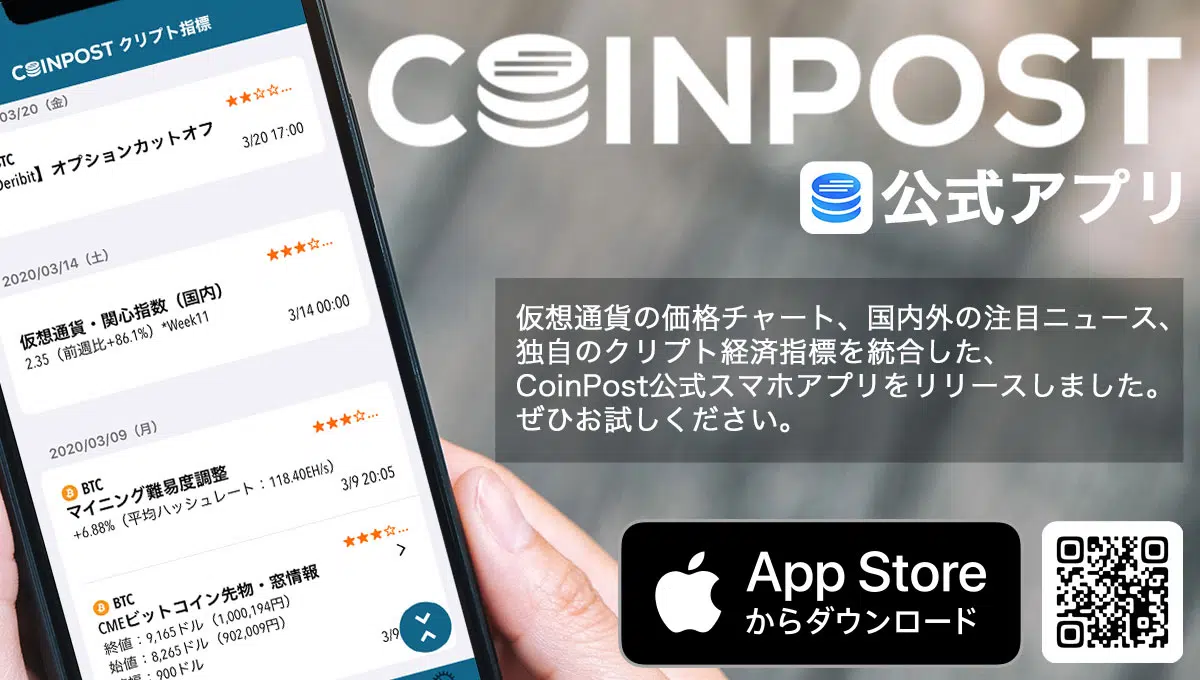 COINPOST クリプト指標
03/20（金）
BTC
Deribit】オプションカットオフ
3/20 17:00
2020/03/14（土）
仮想通貨・関心指数（国内）
2.35（前週比+86.1%）*Week11
3/14 00:00
2020/03/09（月）
BTC
マイニング難易度調整
+6.88%（平均ハッシュレート：118.40EH/s）
3/9 20:05
BTC
CMEビットコイン先物・窓情報
終値：9,165ドル（1,000,194円）
始値：8,265ドル（902,009円）
：900ドル
3/9
COINPOST
公式アプリ
仮想通貨の価格チャート、国内外の注目ニュース、
独自のクリプト経済指標を統合した、
CoinPost公式スマホアプリをリリースしました。
ぜひお試しください。
App Store
からダウンロード